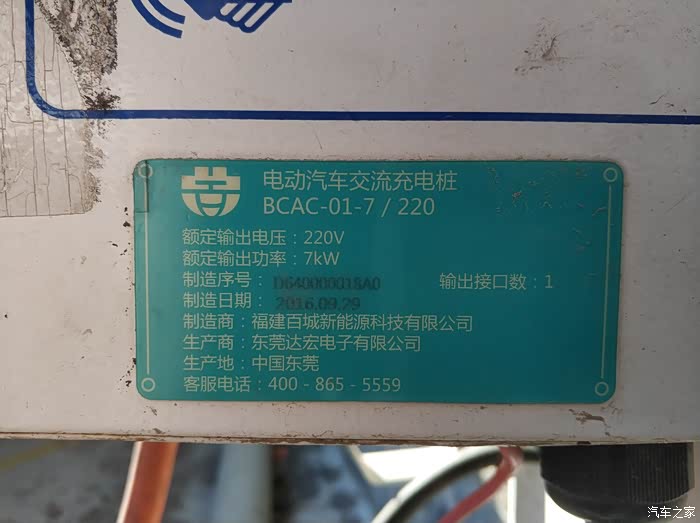 电动汽车交流充电桩
BCAC-01-7 / 220
额定输出电压：220V
额定输出功率：7kW
制造序号：D640000018A0 输出接口数：1
制造日期：2016.09.29
制造商：福建百城新能源科技有限公司
生产商：东莞达宏电子有限公司
生产地：中国东莞
客服电话：400 - 865 - 5559
汽车之家